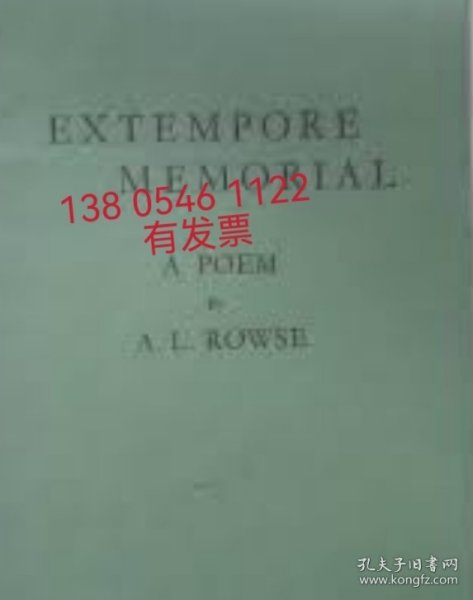 EXTEMPORE
MEMORIAL
138 0546 1122
有发票
A POEM
BY
A. L. ROWSE
孔夫子旧书网
www.kongfz.com